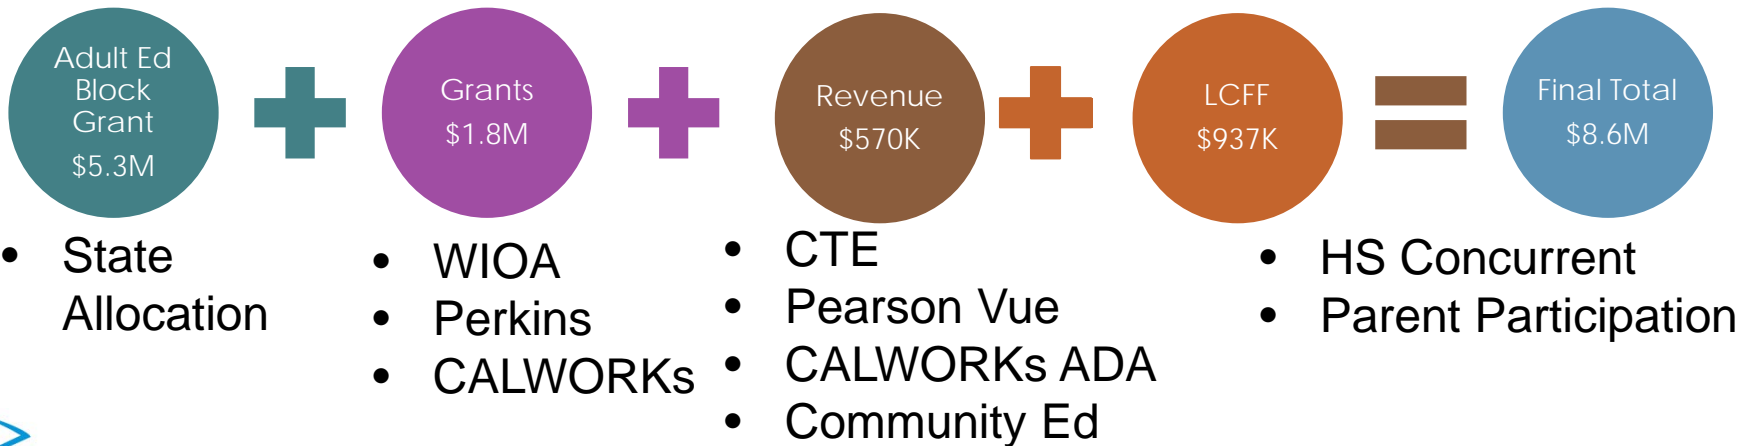 Adult Ed
Block
Grant
$5.3M
Grants
$1.8M
Revenue
$570K
LCFF
$937K
Final Total
$8.6M
• State
Allocation
• WIOA
• Perkins
• CALWORKs
• CTE
• Pearson Vue
• CALWORKs ADA
• Community Ed
• HS Concurrent
• Parent Participation